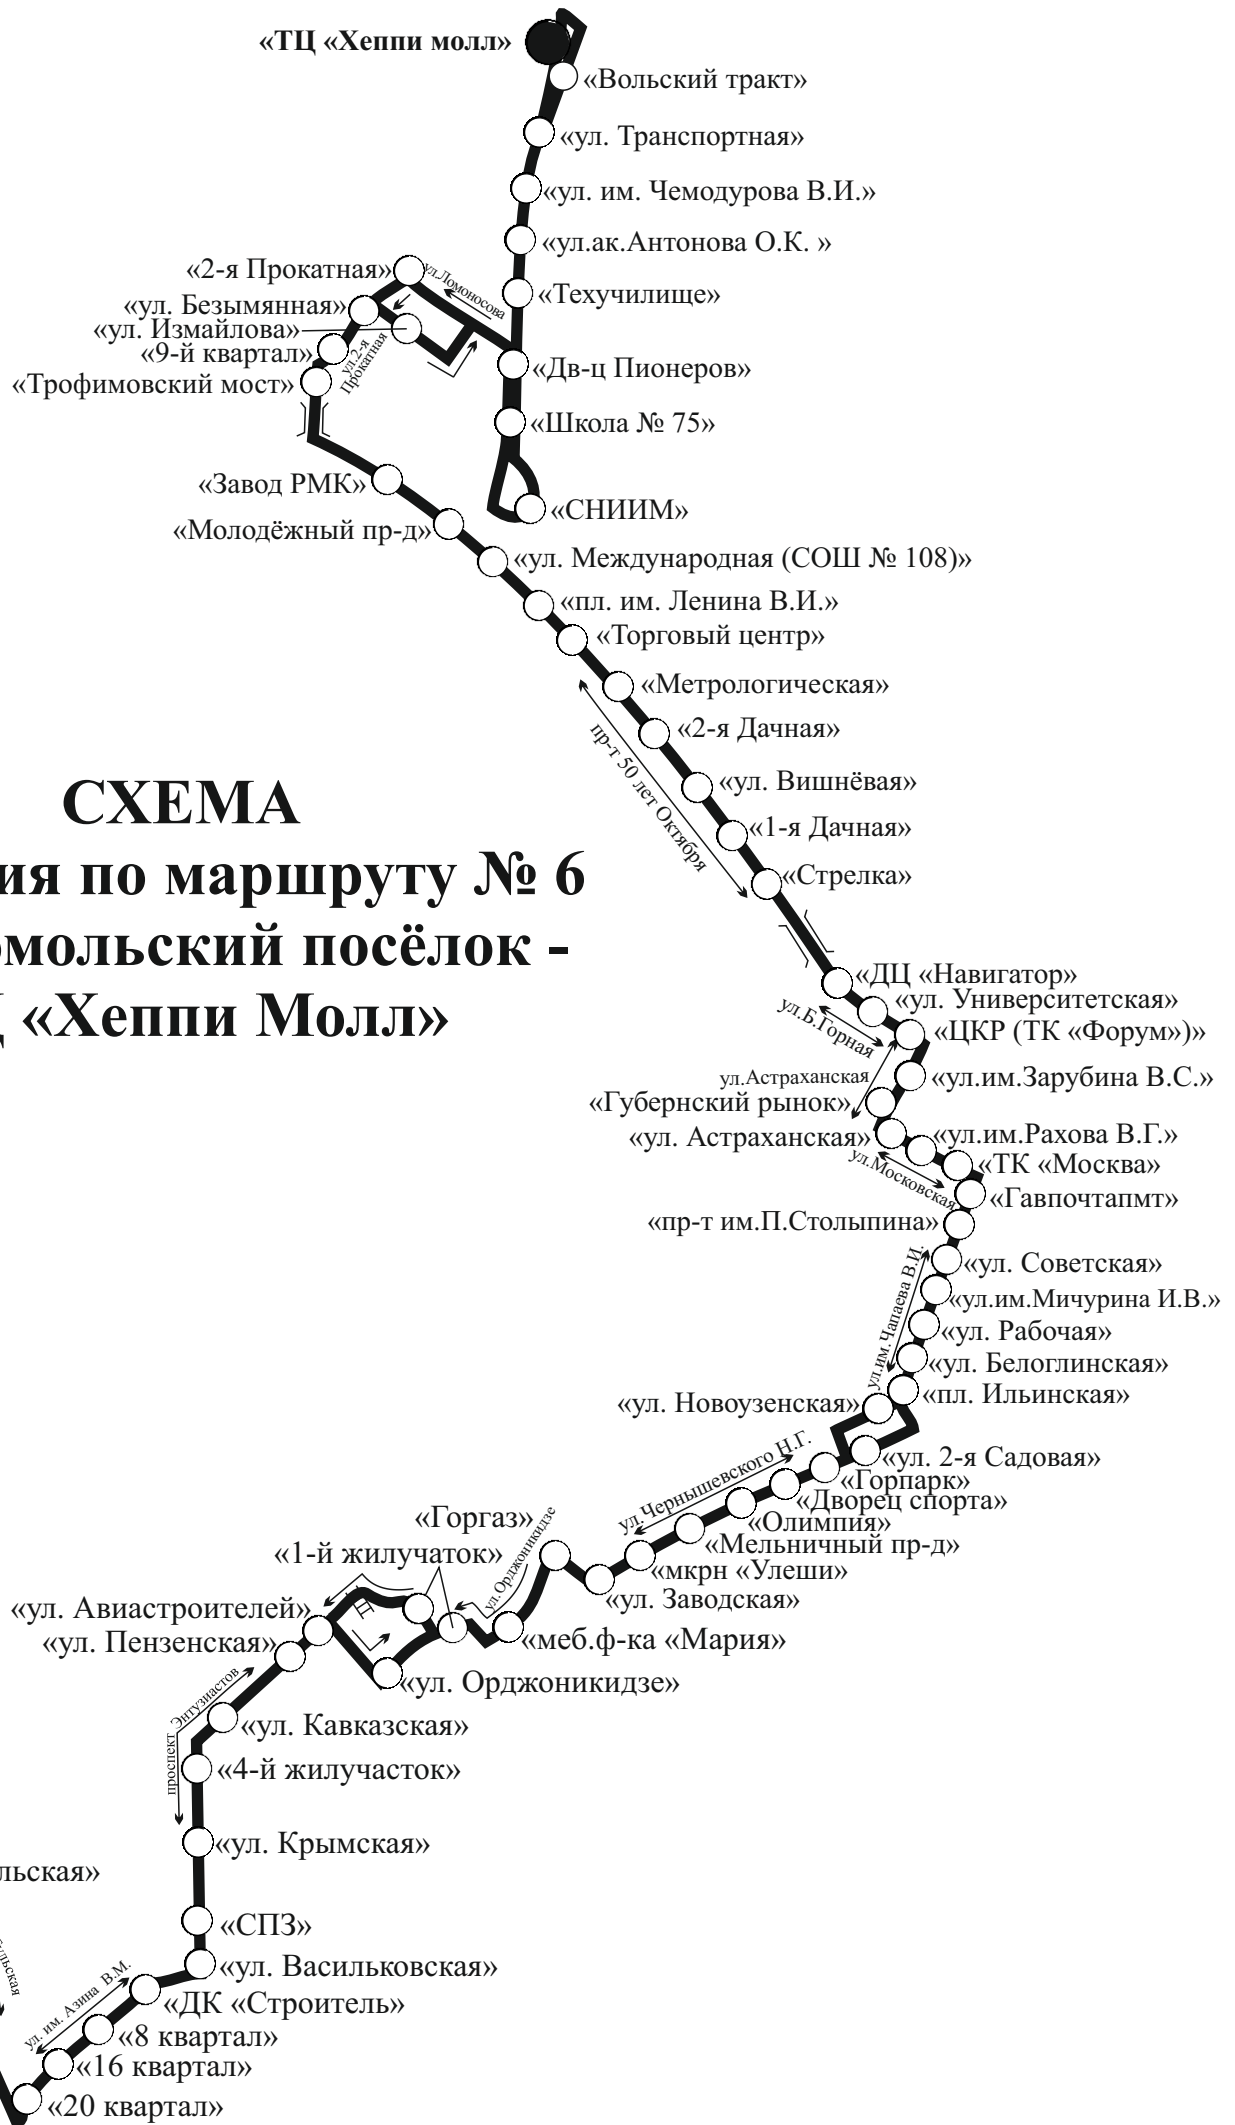 «ТЦ «Хеппи молл»
«Вольский тракт»
«ул. Транспортная»
«ул. им. Чемодурова В.И.»
«ул.ак.Антонова О.К. »
«2-я Прокатная»
ул.Ломоносова
«Техучилище»
«ул. Безымянная»
«ул. Измайлова»
«9-й квартал»
ул.2-я
Прокатная
«Дв-ц Пионеров»
«Трофимовский мост»
«Школа № 75»
«Завод РМК»
«СНИИМ»
«Молодёжный пр-д»
«ул. Международная (СОШ № 108)»
«пл. им. Ленина В.И.»
«Торговый центр»
«Метрологическая»
«2-я Дачная»
пр-т 50 лет Октября
«ул. Вишнёвая»
«1-я Дачная»
«Стрелка»
СХЕМА
ия по маршруту № 6
омольский посёлок -
Ц «Хеппи Молл»
«ДЦ «Навигатор»
«ул. Университетская»
ул.Б.Горная
«ЦКР (ТК «Форум»)»
ул.Астраханская
«ул.им.Зарубина В.С.»
«Губернский рынок»
«ул. Астраханская»
«ул.им.Рахова В.Г.»
ул.Московская
«ТК «Москва»
«Гавпочтапмт»
«пр-т им.П.Столыпина»
«ул. Советская»
ул.им.Чапаева В.И.
«ул.им.Мичурина И.В.»
«ул. Рабочая»
«ул. Белоглинская»
«пл. Ильинская»
«ул. Новоузенская»
«ул. 2-я Садовая»
ул.Чернышевского Н.Г.
«Горпарк»
«Дворец спорта»
«Олимпия»
«Мельничный пр-д»
«мкрн «Улеши»
«ул. Заводская»
«Горгаз»
ул.Орджоникидзе
«1-й жилучаток»
«меб.ф-ка «Мария»
«ул. Авиастроителей»
«ул. Пензенская»
«ул. Орджоникидзе»
проспект Энтузиастов
«ул. Кавказская»
«4-й жилучасток»
«ул. Крымская»
льская»
«СПЗ»
«ул. Васильковская»
ульская
ул. им. Азина В.М.
«ДК «Строитель»
«8 квартал»
«16 квартал»
«20 квартал»